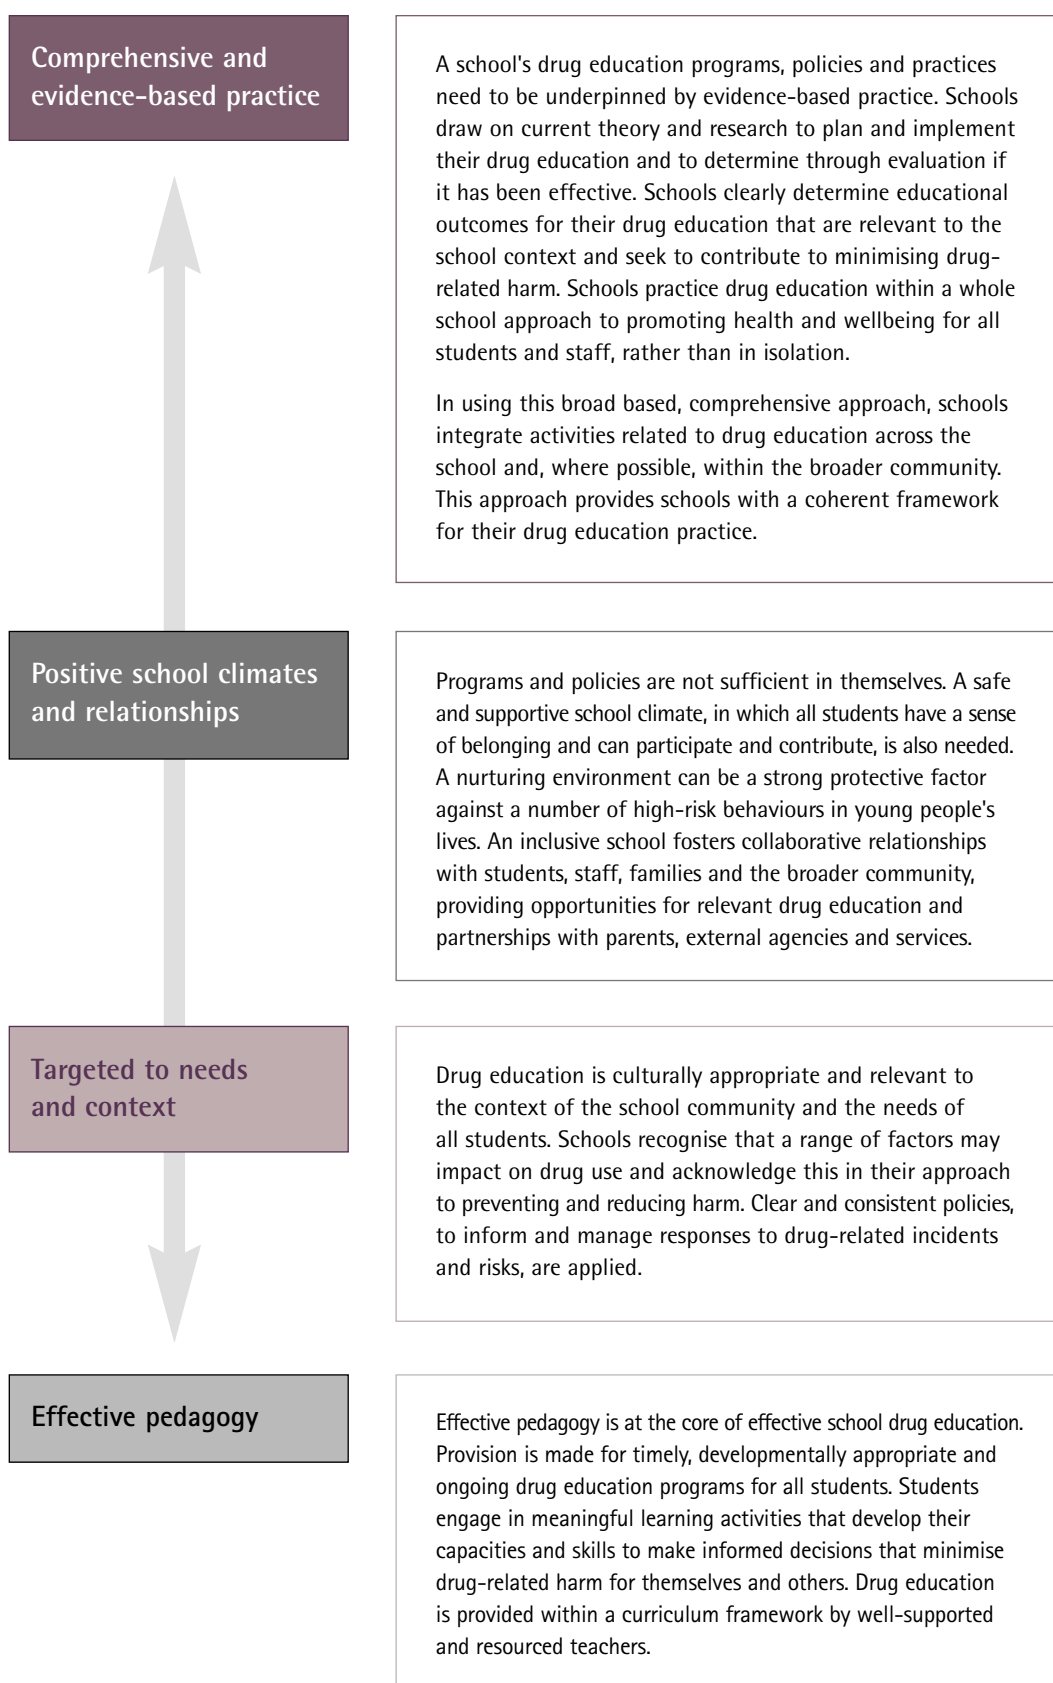 Comprehensive and
evidence-based practice
A school's drug education programs, policies and practices
need to be underpinned by evidence-based practice. Schools
draw on current theory and research to plan and implement
their drug education and to determine through evaluation if
it has been effective. Schools clearly determine educational
outcomes for their drug education that are relevant to the
school context and seek to contribute to minimising drug-
related harm. Schools practice drug education within a whole
school approach to promoting health and wellbeing for all
students and staff, rather than in isolation.
In using this broad based, comprehensive approach, schools
integrate activities related to drug education across the
school and, where possible, within the broader community.
This approach provides schools with a coherent framework
for their drug education practice.
Positive school climates
and relationships
Programs and policies are not sufficient in themselves. A safe
and supportive school climate, in which all students have a sense
of belonging and can participate and contribute, is also needed.
A nurturing environment can be a strong protective factor
against a number of high-risk behaviours in young people's
lives. An inclusive school fosters collaborative relationships
with students, staff, families and the broader community,
providing opportunities for relevant drug education and
partnerships with parents, external agencies and services.
Targeted to needs
and context
Drug education is culturally appropriate and relevant to
the context of the school community and the needs of
all students. Schools recognise that a range of factors may
impact on drug use and acknowledge this in their approach
to preventing and reducing harm. Clear and consistent policies,
to inform and manage responses to drug-related incidents
and risks, are applied.
Effective pedagogy
Effective pedagogy is at the core of effective school drug education.
Provision is made for timely, developmentally appropriate and
ongoing drug education programs for all students. Students
engage in meaningful learning activities that develop their
capacities and skills to make informed decisions that minimise
drug-related harm for themselves and others. Drug education
is provided within a curriculum framework by well-supported
and resourced teachers.